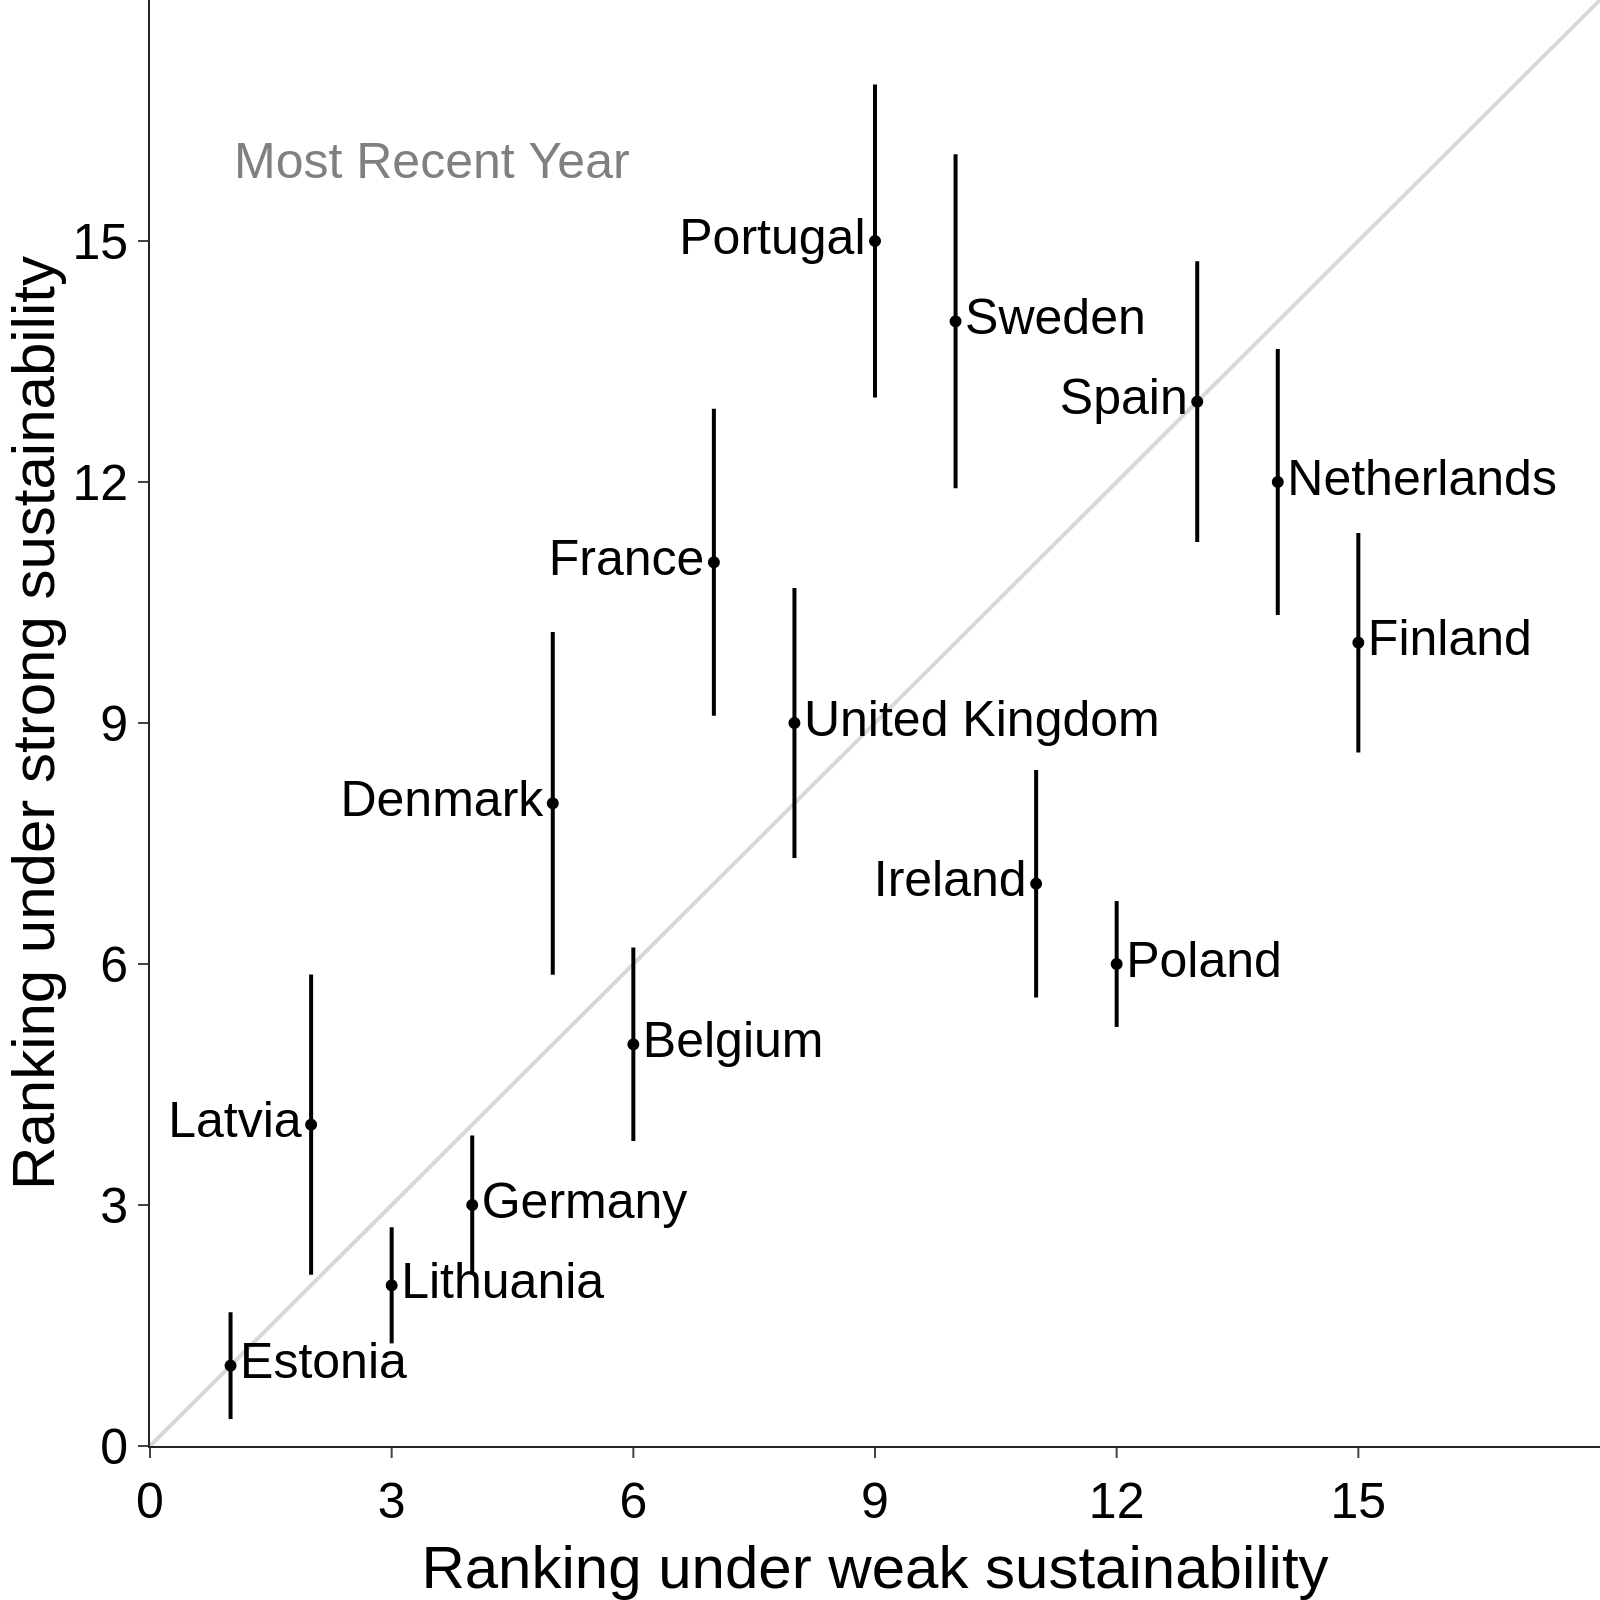 Most Recent Year
Portugal
Sweden
Spain
Netherlands
France
Finland
United Kingdom
Denmark
Ireland
Poland
Belgium
Latvia
Germany
Lithuania
Estonia
15
12
9
6
3
0
0 3 6 9 12 15
Ranking under strong sustainability
Ranking under weak sustainability